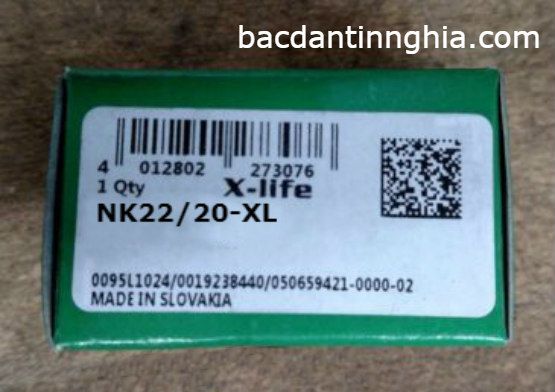 bacdantinnghia.com
4 012802 273076
1 Qty X-life
NK22/20-XL
0095L1024/0019238440/050659421-0000-02
MADE IN SLOVAKIA